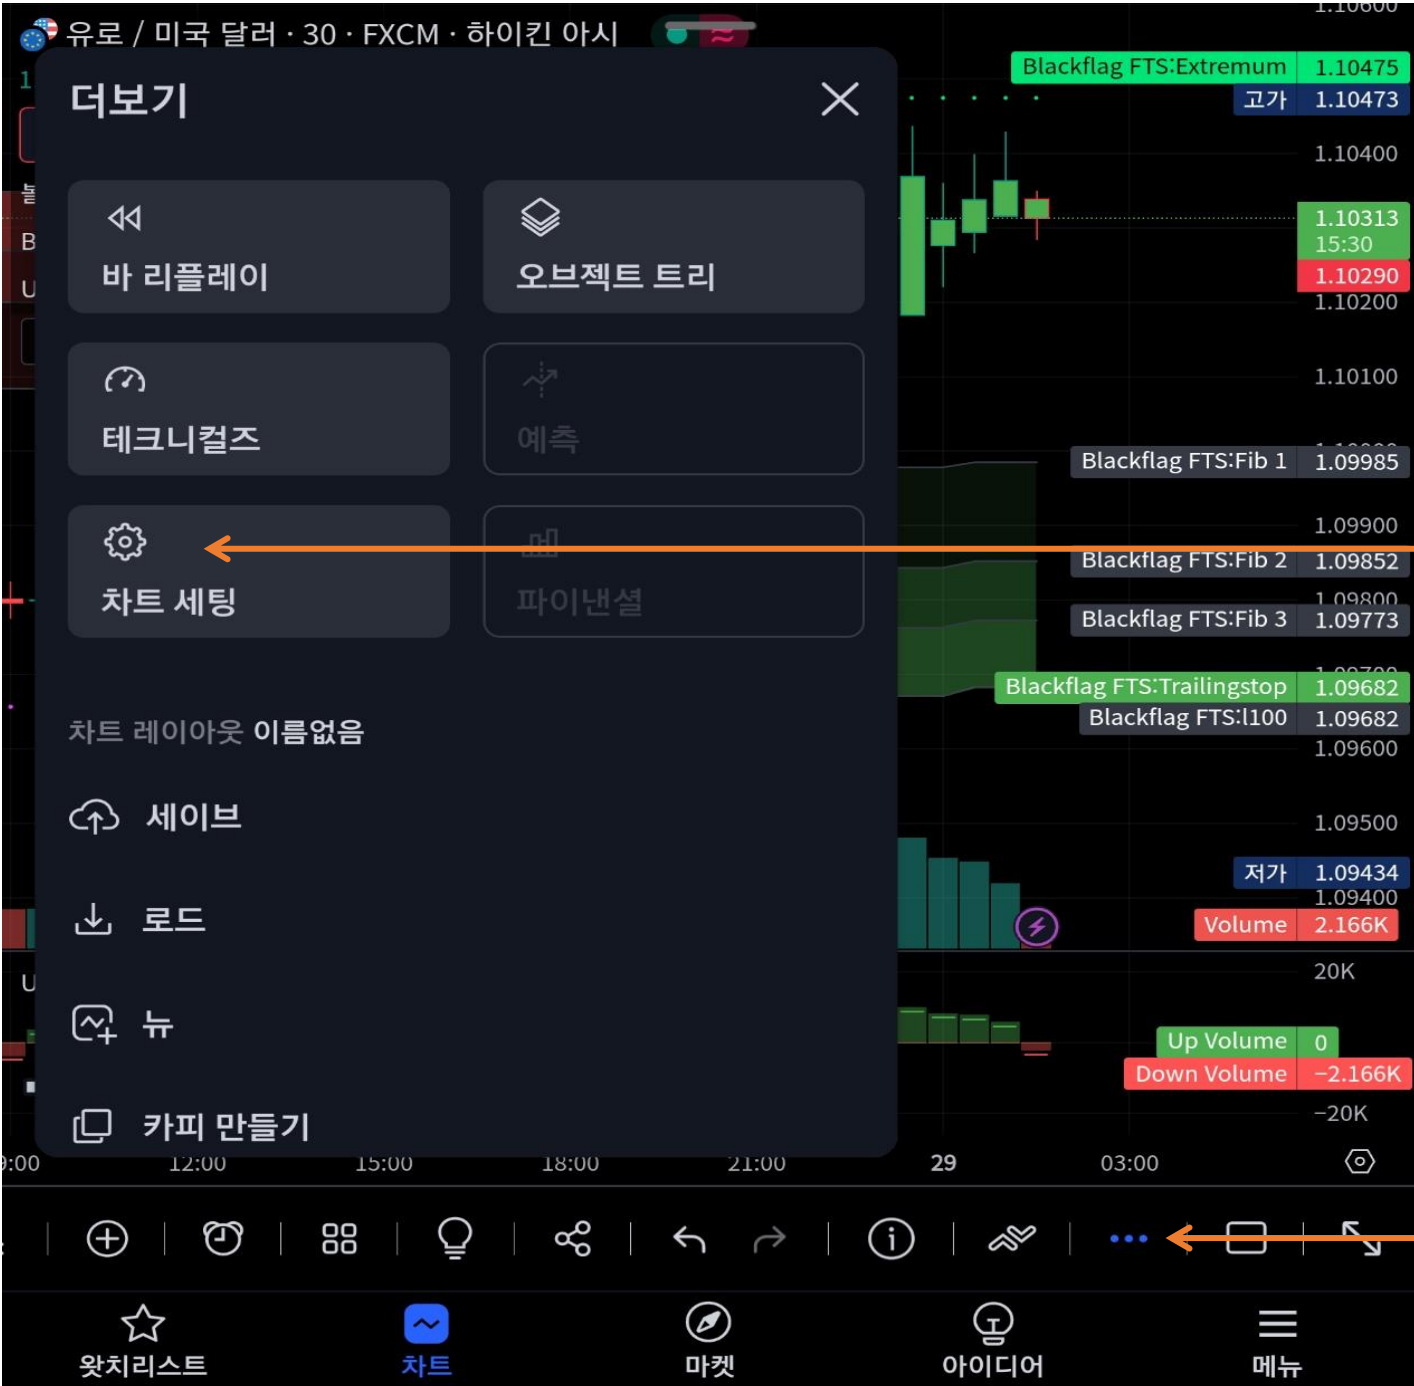 유로 / 미국 달러 · 30 · FXCM · 하이킨 아시
더보기
바 리플레이
오브젝트 트리
테크니컬즈
예측
차트 세팅
파이낸셜
차트 레이아웃 이름없음
세이브
로드
뉴
카피 만들기
1.10600
Blackflag FTS:Extremum 1.10475
고가 1.10473
1.10400
1.10313
15:30
1.10290
1.10200
1.10100
Blackflag FTS:Fib 1 1.09985
1.09900
Blackflag FTS:Fib 2 1.09852
1.09800
Blackflag FTS:Fib 3 1.09773
1.09700
Blackflag FTS:Trailingstop 1.09682
Blackflag FTS:l100 1.09682
1.09600
1.09500
저가 1.09434
1.09400
Volume 2.166K
20K
Up Volume 0
Down Volume −2.166K
−20K
12:00 15:00 18:00 21:00 29 03:00
왓치리스트 차트 마켓 아이디어 메뉴